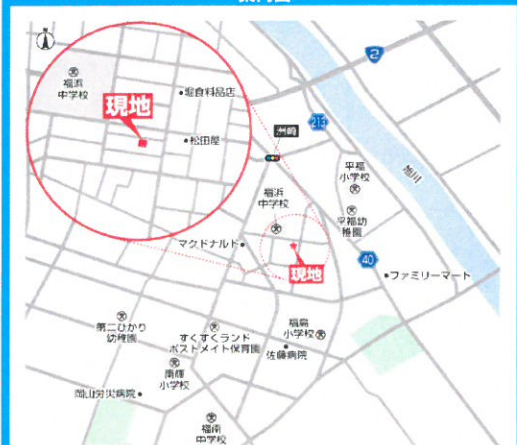 福浜
中学校
堀食料品店
現地
松田屋
2
213
洲崎
旭川
平福
小学校
平福幼
稚園
福浜
中学校
マクドナルド
現地
40
ファミリーマート
第二ひかり
幼稚園
すくすくランド
ポストメイト保育園
福島
小学校
佐藤病院
南輝
小学校
岡山労災病院
福南
中学校